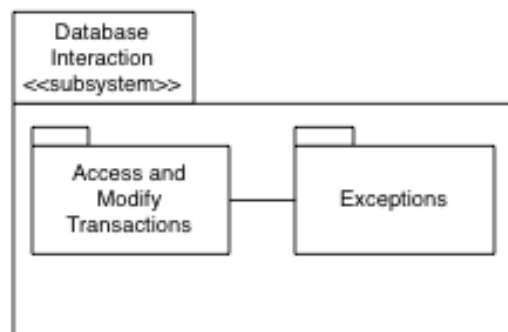 Database
Interaction
<<subsystem>>
Access and
Modify
Transactions
Exceptions